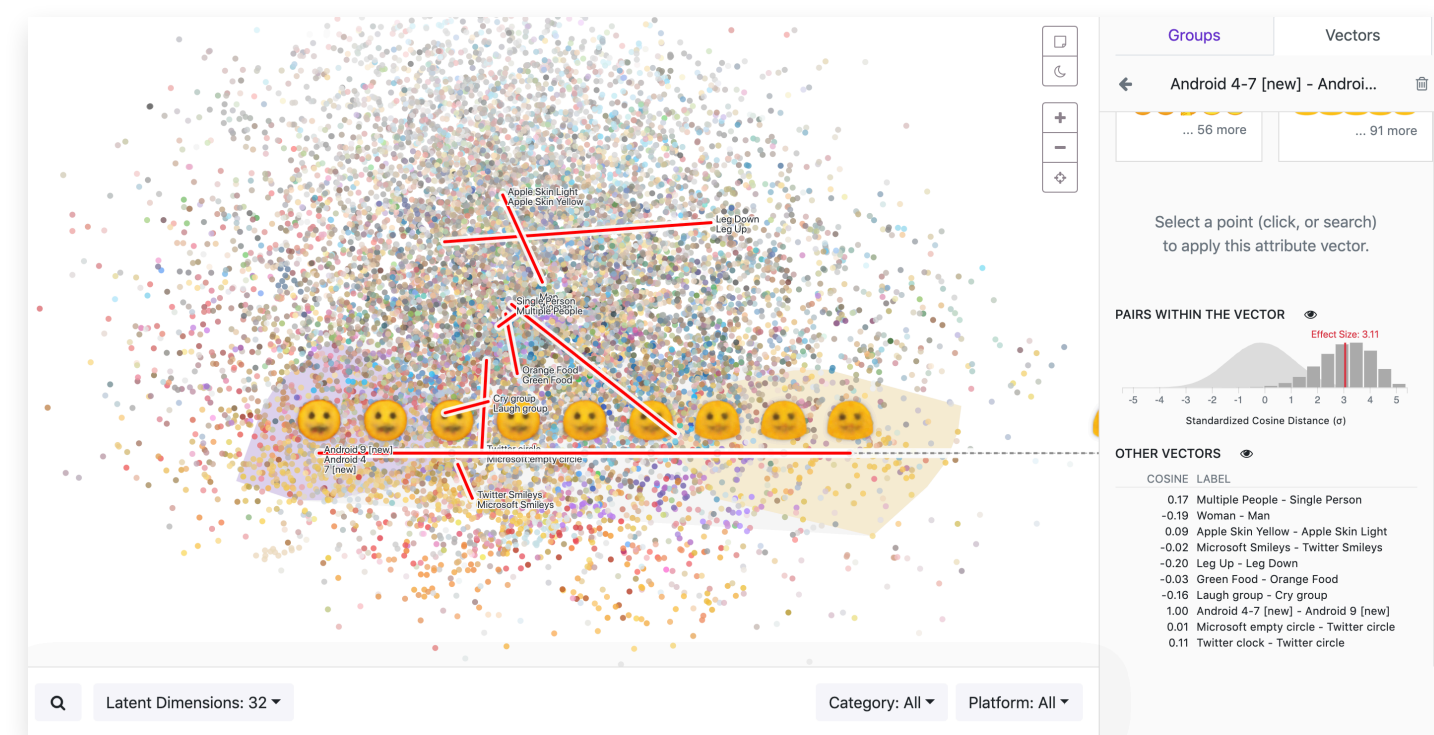 Groups
Vectors
Android 4-7 [new] - Androi...
... 56 more
... 91 more
Select a point (click, or search)
to apply this attribute vector.
PAIRS WITHIN THE VECTOR
Effect Size: 3.11
-5 -4 -3 -2 -1 0 1 2 3 4 5
Standardized Cosine Distance (σ)
OTHER VECTORS
COSINE LABEL
0.17 Multiple People - Single Person
-0.19 Woman - Man
0.09 Apple Skin Yellow - Apple Skin Light
-0.02 Microsoft Smileys - Twitter Smileys
-0.20 Leg Up - Leg Down
-0.03 Green Food - Orange Food
-0.16 Laugh group - Cry group
1.00 Android 4-7 [new] - Android 9 [new]
0.01 Microsoft empty circle - Twitter circle
0.11 Twitter clock - Twitter circle
Apple Skin Light
Apple Skin Yellow
Leg Down
Leg Up
Man
Woman
Single Person
Multiple People
Orange Food
Green Food
Cry group
Laugh group
Android 9 [new]
Android 4
7 [new]
Twitter circle
Microsoft empty circle
Twitter Smileys
Microsoft Smileys
Latent Dimensions: 32
Category: All
Platform: All